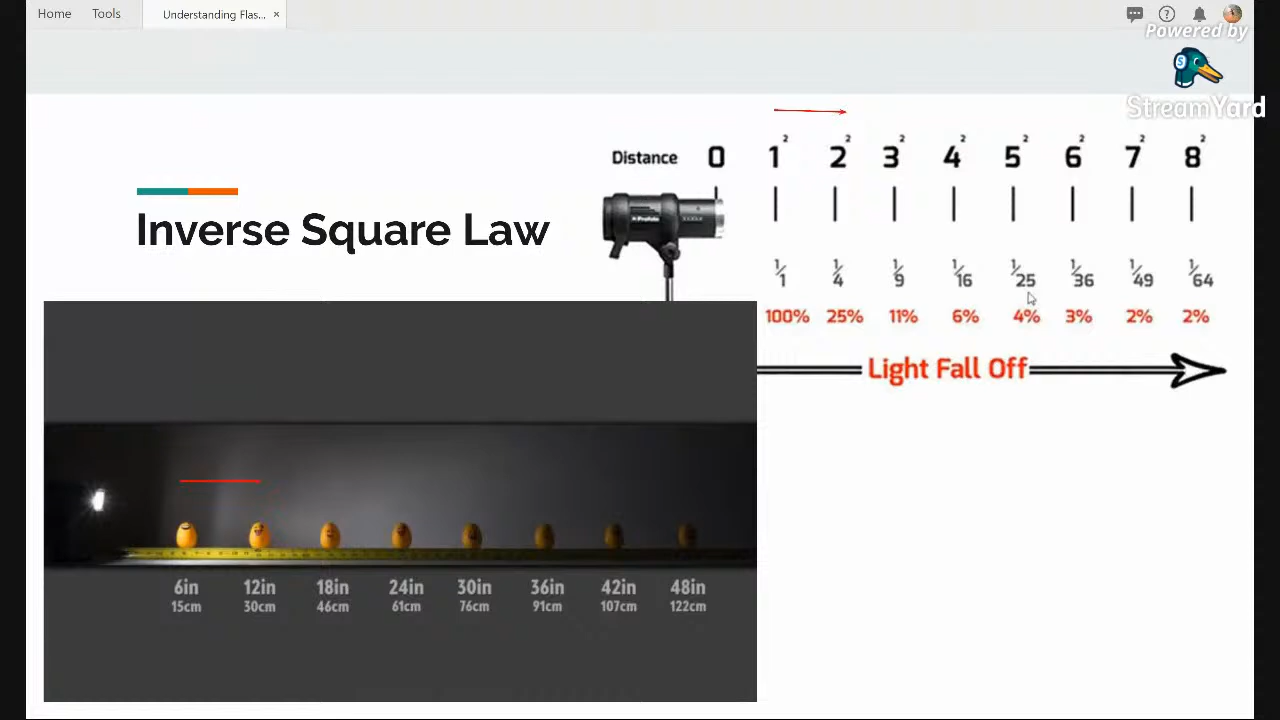 Home Tools Understanding Flas... ×
Powered by
S
StreamYard
Distance 0 1² 2² 3² 4² 5² 6² 7² 8²
Inverse Square Law
Profoto
1/1 1/4 1/9 1/16 1/25 1/36 1/49 1/64
100% 25% 11% 6% 4% 3% 2% 2%
Light Fall Off
6in 12in 18in 24in 30in 36in 42in 48in
15cm 30cm 46cm 61cm 76cm 91cm 107cm 122cm